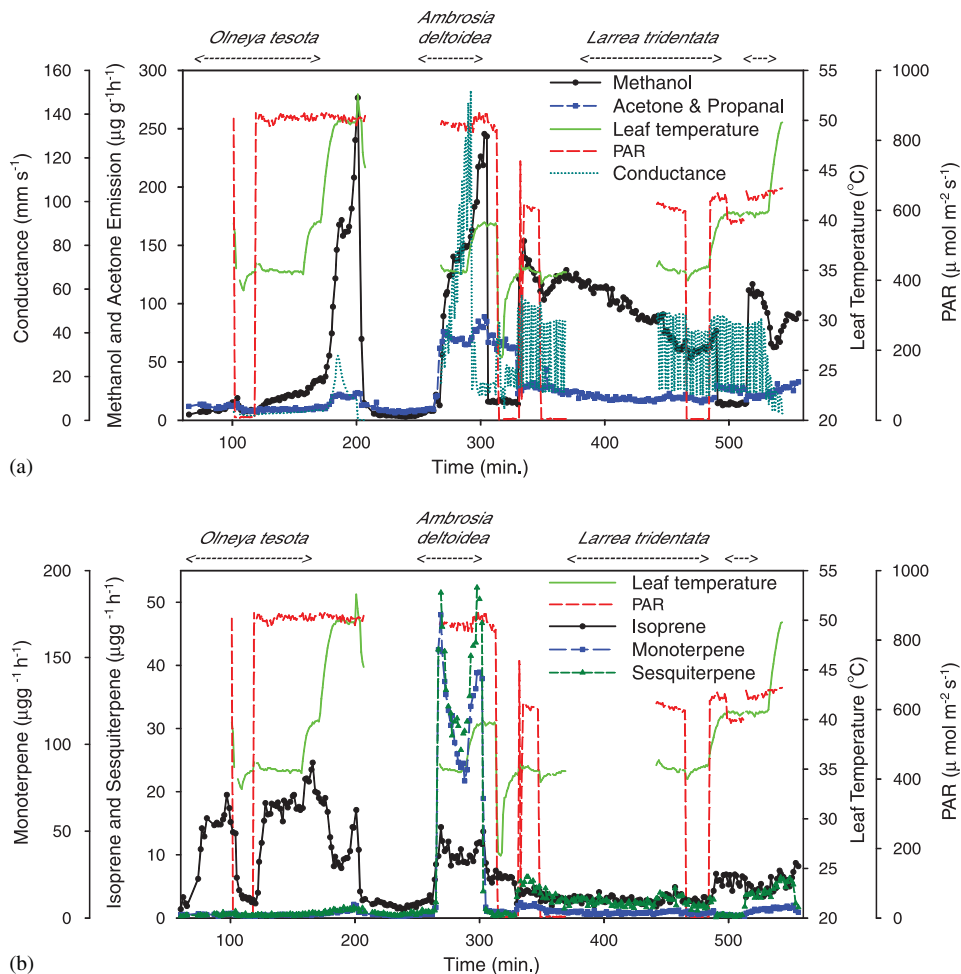 Olneya tesota
Ambrosia
deltoidea
Larrea tridentata
Methanol
Acetone & Propanal
Leaf temperature
PAR
Conductance
Conductance (mm s-1)
160
140
120
100
80
60
40
20
0
Methanol and Acetone Emission (µg g-1h-1)
300
250
200
150
100
50
0
Leaf Temperature (°C)
55
50
45
40
35
30
25
20
PAR (µ mol m-2 s-1)
1000
800
600
400
200
0
100
200
300
400
500
Time (min.)
(a)
Olneya tesota
Ambrosia
deltoidea
Larrea tridentata
Leaf temperature
PAR
Isoprene
Monoterpene
Sesquiterpene
Monoterpene (µgg -1 h-1)
200
150
100
50
0
Isoprene and Sesquiterpene (µgg -1 h-1)
50
40
30
20
10
0
Leaf Temperature (°C)
55
50
45
40
35
30
25
20
PAR (µ mol m-2 s-1)
1000
800
600
400
200
0
100
200
300
400
500
Time (min.)
(b)